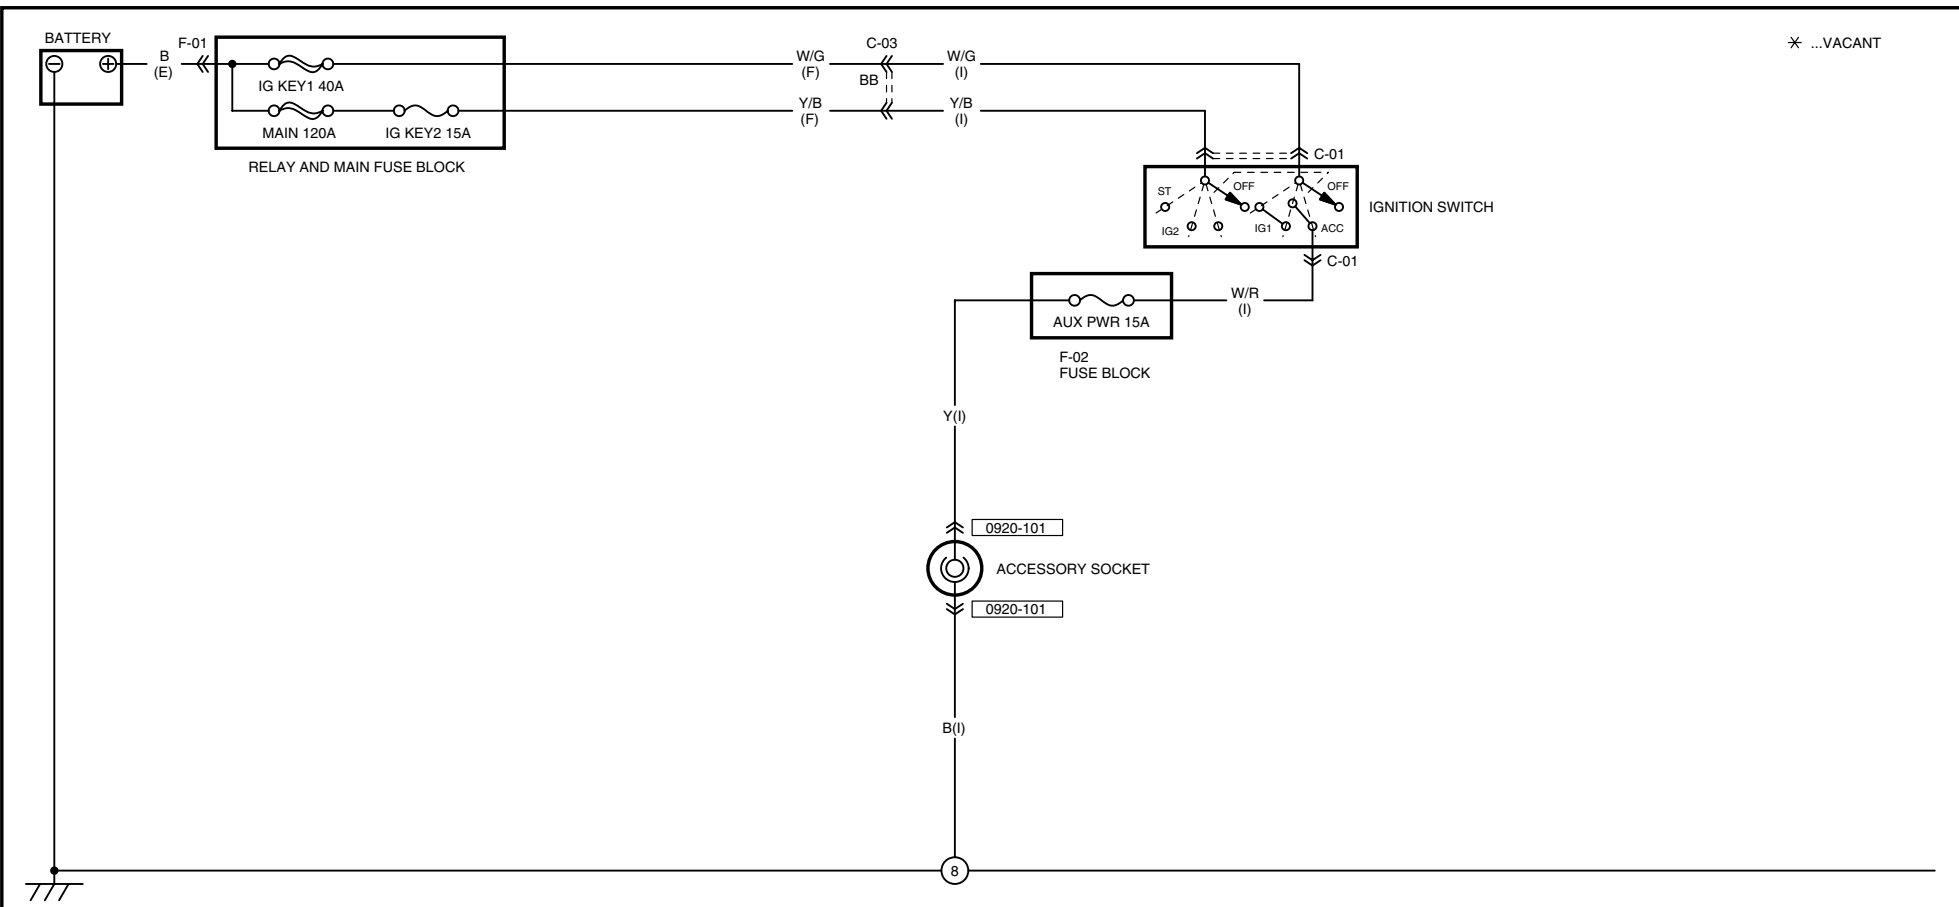 BATTERY
F-01
B
(E)
IG KEY1 40A
MAIN 120A
IG KEY2 15A
RELAY AND MAIN FUSE BLOCK
W/G
(F)
C-03
BB
W/G
(I)
Y/B
(F)
Y/B
(I)
...VACANT
C-01
ST
OFF
OFF
IG2
IG1
ACC
IGNITION SWITCH
C-01
W/R
(I)
AUX PWR 15A
F-02
FUSE BLOCK
Y(I)
0920-101
ACCESSORY SOCKET
0920-101
B(I)
8